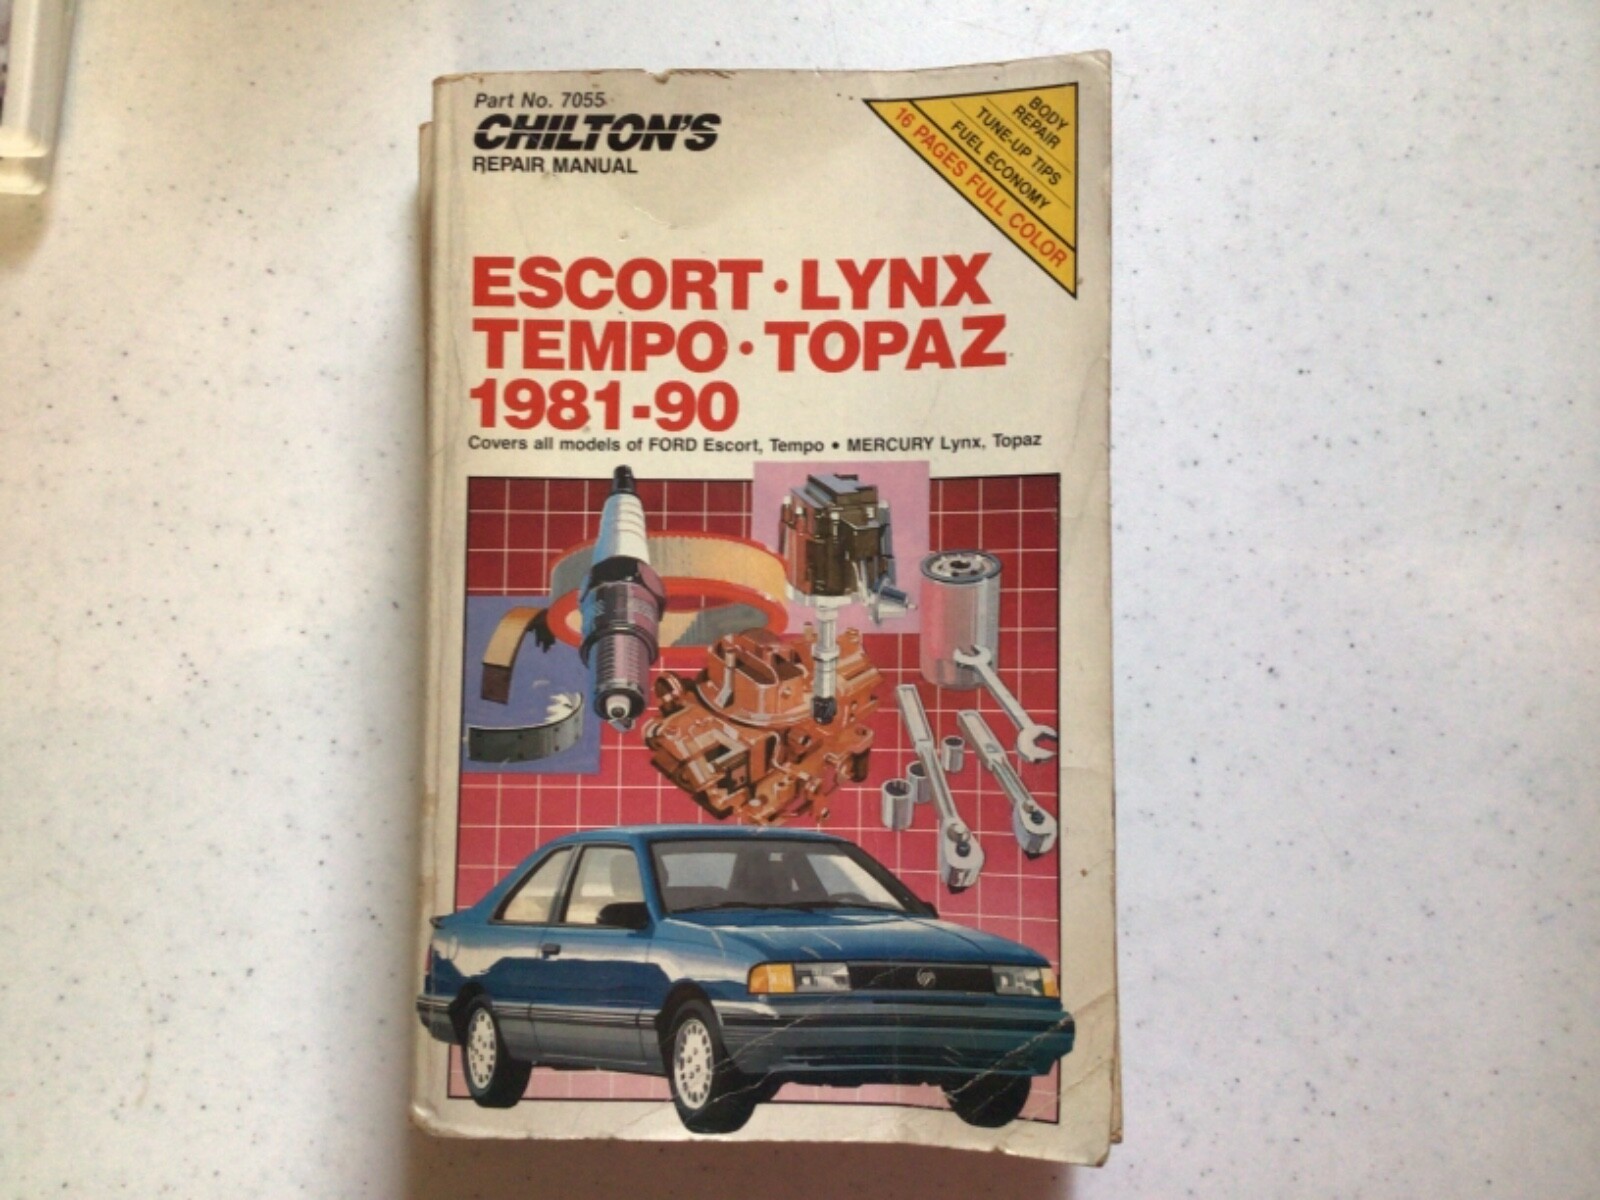 Part No. 7055
CHILTON'S
REPAIR MANUAL
BODY
REPAIR
TUNE-UP TIPS
FUEL ECONOMY
16 PAGES FULL COLOR
ESCORT • LYNX
TEMPO • TOPAZ
1981-90
Covers all models of FORD Escort, Tempo • MERCURY Lynx, Topaz